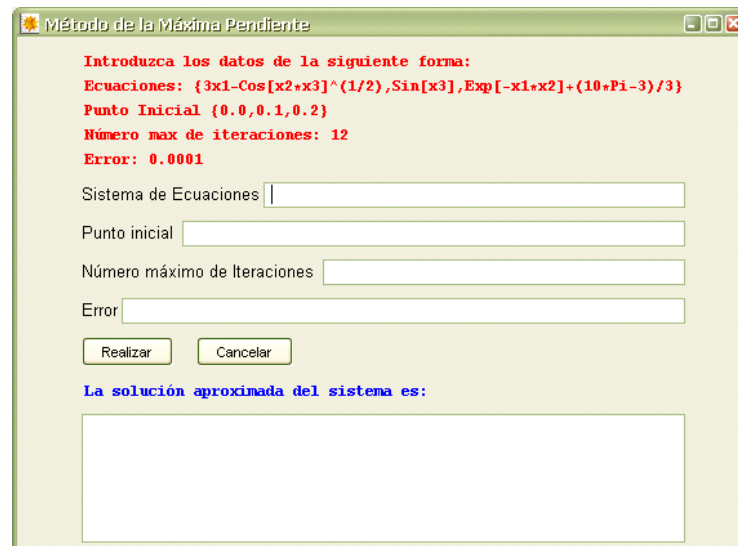 Método de la Máxima Pendiente
Introduzca los datos de la siguiente forma:
Ecuaciones: {3x1-Cos[x2*x3]^(1/2),Sin[x3],Exp[-x1*x2]+(10*Pi-3)/3}
Punto Inicial {0.0,0.1,0.2}
Número max de iteraciones: 12
Error: 0.0001
Sistema de Ecuaciones
Punto inicial
Número máximo de Iteraciones
Error
Realizar Cancelar
La solución aproximada del sistema es: